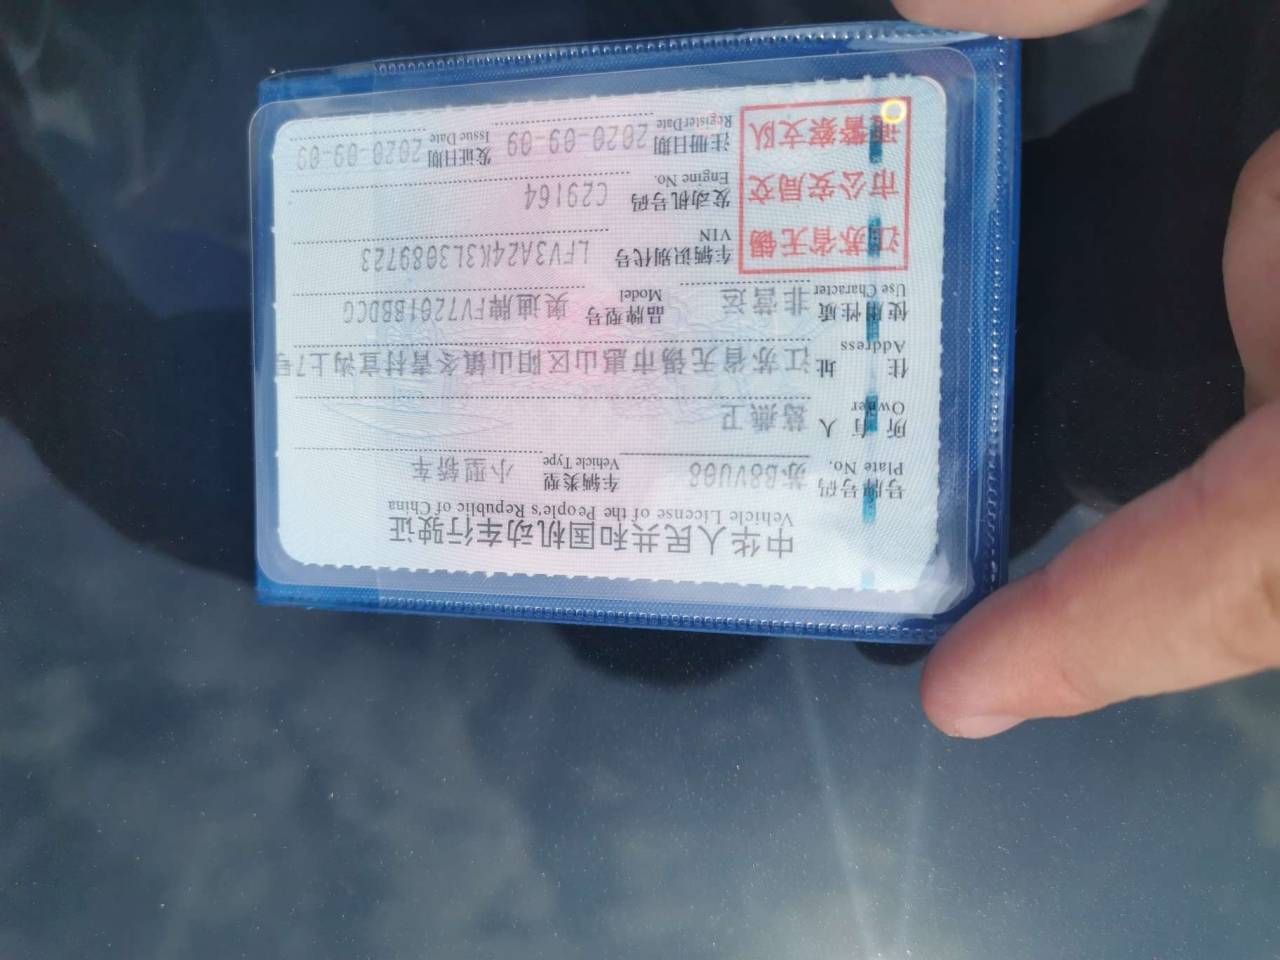 中华人民共和国机动车行驶证
Vehicle License of the People's Republic of China
号牌号码 苏B8VU08 车辆类型 小型轿车
Plate No. Vehicle Type
所有人 葛燕卫
Owner
住址 江苏省无锡市惠山区阳山镇冬青村宣沟上7号
Address
使用性质 非营运 品牌型号 奥迪牌FV7201BBDCG
Use Character Model
江苏省无锡
市公安局交
通警察支队
车辆识别代号 LFV3A24K3L3089723
VIN
发动机号码 C29164
Engine No.
注册日期 2020-09-09 发证日期 2020-09-09
Register Date Issue Date